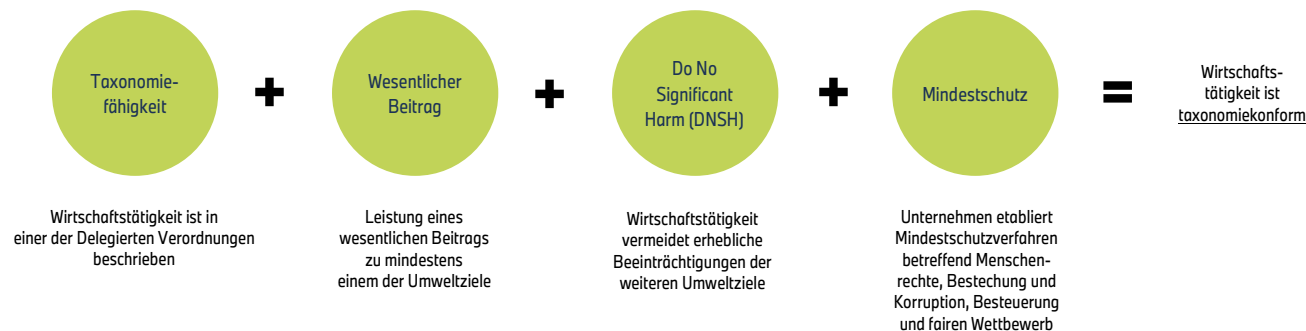 Taxonomie-
fähigkeit
+
Wesentlicher
Beitrag
+
Do No
Significant
Harm (DNSH)
+
Mindestschutz
=
Wirtschafts-
tätigkeit ist
taxonomiekonform
Wirtschaftstätigkeit ist in
einer der Delegierten Verordnungen
beschrieben
Leistung eines
wesentlichen Beitrags
zu mindestens
einem der Umweltziele
Wirtschaftstätigkeit
vermeidet erhebliche
Beeinträchtigungen der
weiteren Umweltziele
Unternehmen etabliert
Mindestschutzverfahren
betreffend Menschen-
rechte, Bestechung und
Korruption, Besteuerung
und fairen Wettbewerb